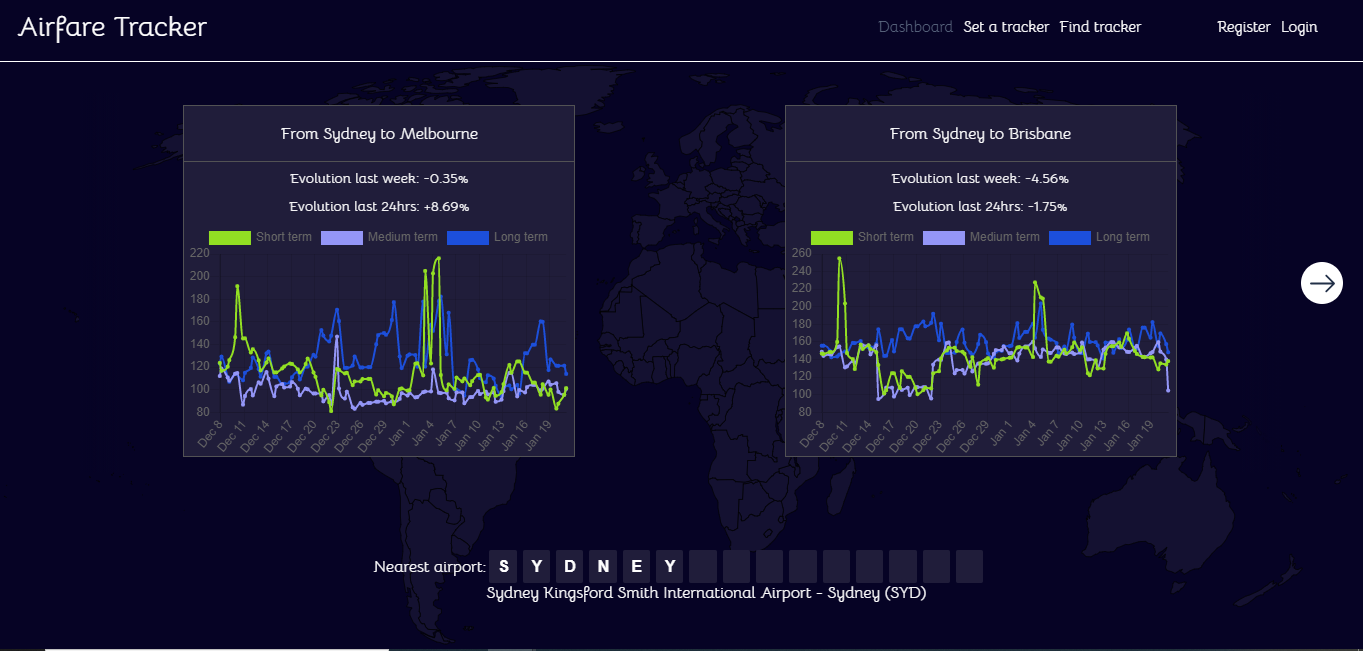 Airfare Tracker
Dashboard Set a tracker Find tracker Register Login
From Sydney to Melbourne
Evolution last week: -0.35%
Evolution last 24hrs: +8.69%
Short term Medium term Long term
220
200
180
160
140
120
100
80
Dec 8 Dec 11 Dec 14 Dec 17 Dec 20 Dec 23 Dec 26 Dec 29 Jan 1 Jan 4 Jan 7 Jan 10 Jan 13 Jan 16 Jan 19
From Sydney to Brisbane
Evolution last week: -4.56%
Evolution last 24hrs: -1.75%
Short term Medium term Long term
260
240
220
200
180
160
140
120
100
80
Dec 8 Dec 11 Dec 14 Dec 17 Dec 20 Dec 23 Dec 26 Dec 29 Jan 1 Jan 4 Jan 7 Jan 10 Jan 13 Jan 16 Jan 19
Nearest airport: S Y D N E Y
Sydney Kingsford Smith International Airport - Sydney (SYD)